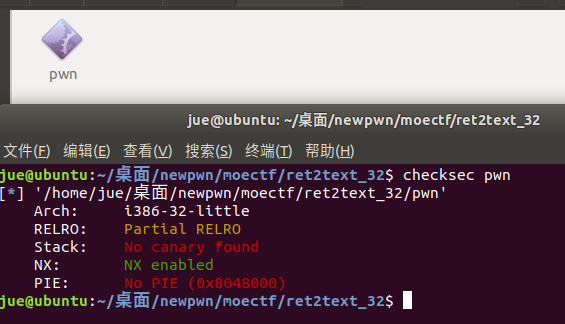 pwn
jue@ubuntu: ~/桌面/newpwn/moectf/ret2text_32
文件(F) 编辑(E) 查看(V) 搜索(S) 终端(T) 帮助(H)
jue@ubuntu:~/桌面/newpwn/moectf/ret2text_32$ checksec pwn
[*] '/home/jue/桌面/newpwn/moectf/ret2text_32/pwn'
Arch: i386-32-little
RELRO: Partial RELRO
Stack: No canary found
NX: NX enabled
PIE: No PIE (0x8048000)
jue@ubuntu:~/桌面/newpwn/moectf/ret2text_32$